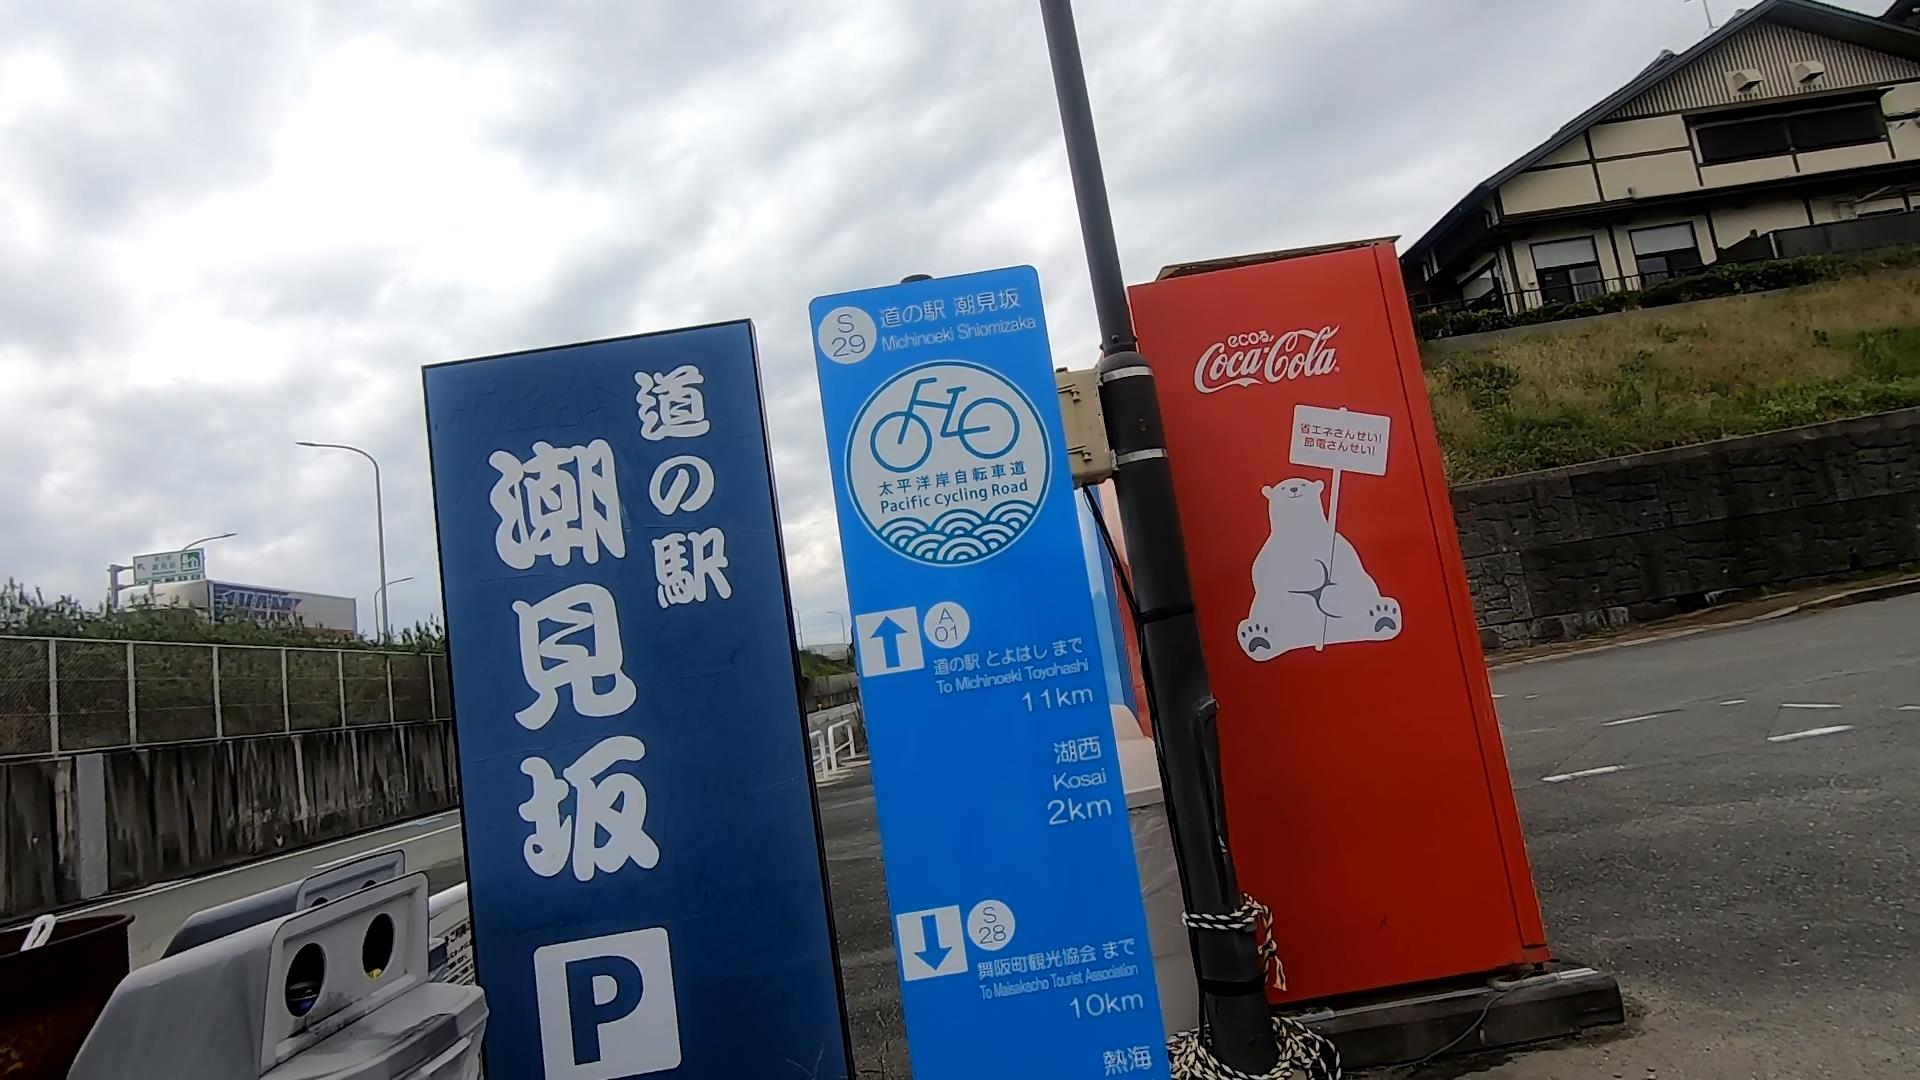 道の駅
潮見坂
P
S
29
道の駅 潮見坂
Michinoeki Shiomizaka
太平洋岸自転車道
Pacific Cycling Road
A
01
道の駅 とよはし まで
To Michinoeki Toyohashi
11km
湖西
Kosai
2km
S
28
舞阪町観光協会 まで
To Maisakacho Tourist Association
10km
熱海
ecoる
Coca-Cola
省エネさんせい!
節電さんせい!